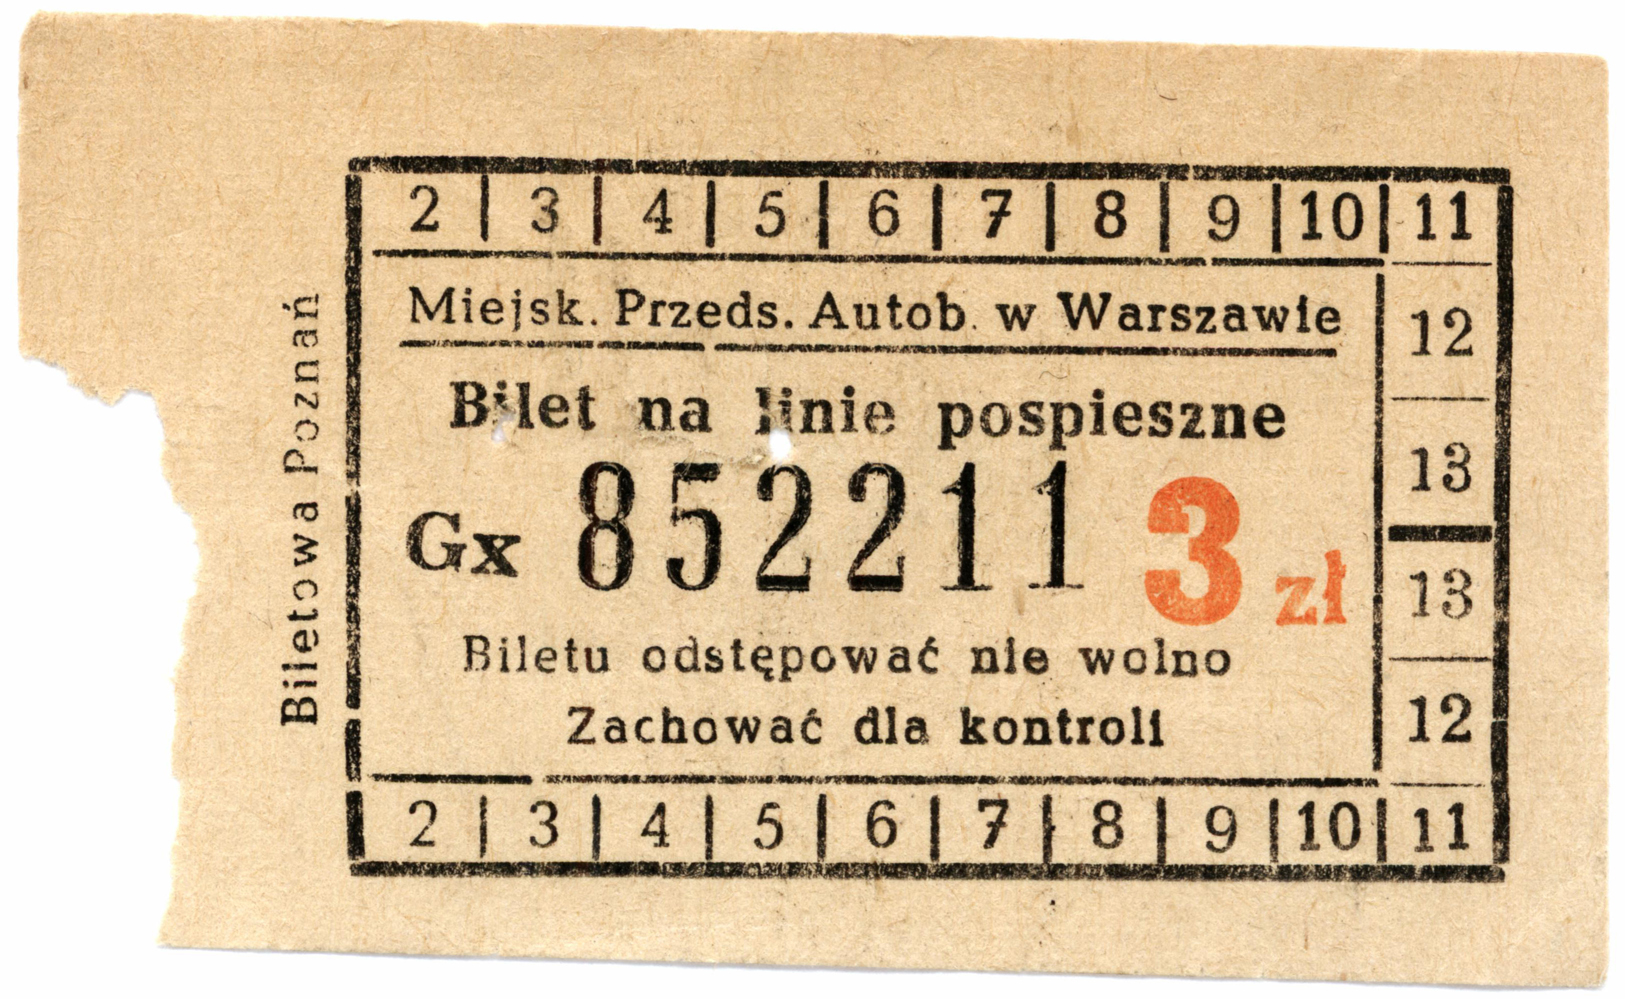 2 | 3 | 4 | 5 | 6 | 7 | 8 | 9 | 10 | 11
Miejsk. Przeds. Autob. w Warszawie
12
Bilet na linie pospieszne
13
Gx 852211 3 zł
13
Biletu odstępować nie wolno
Zachować dla kontroli
12
2 | 3 | 4 | 5 | 6 | 7 | 8 | 9 | 10 | 11
Biletowa Poznań